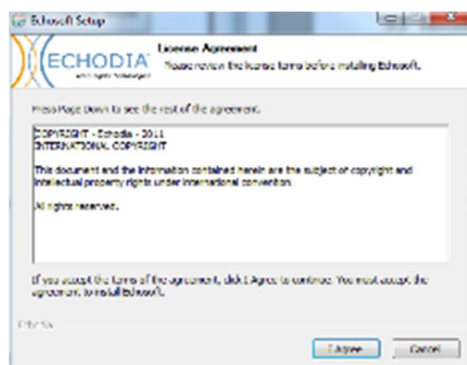 Echosoft Setup
ECHODIA
License Agreement
Please review the license terms before installing Echosoft.
Press Page Down to see the rest of the agreement.
COPYRIGHT - Echodia - 2011
INTERNATIONAL COPYRIGHT
This document and the information contained herein are the subject of copyright and
intellectual property rights under international convention.
All rights reserved.
If you accept the terms of the agreement, click I Agree to continue. You must accept the
agreement to install Echosoft.
Echodia
I Agree
Cancel